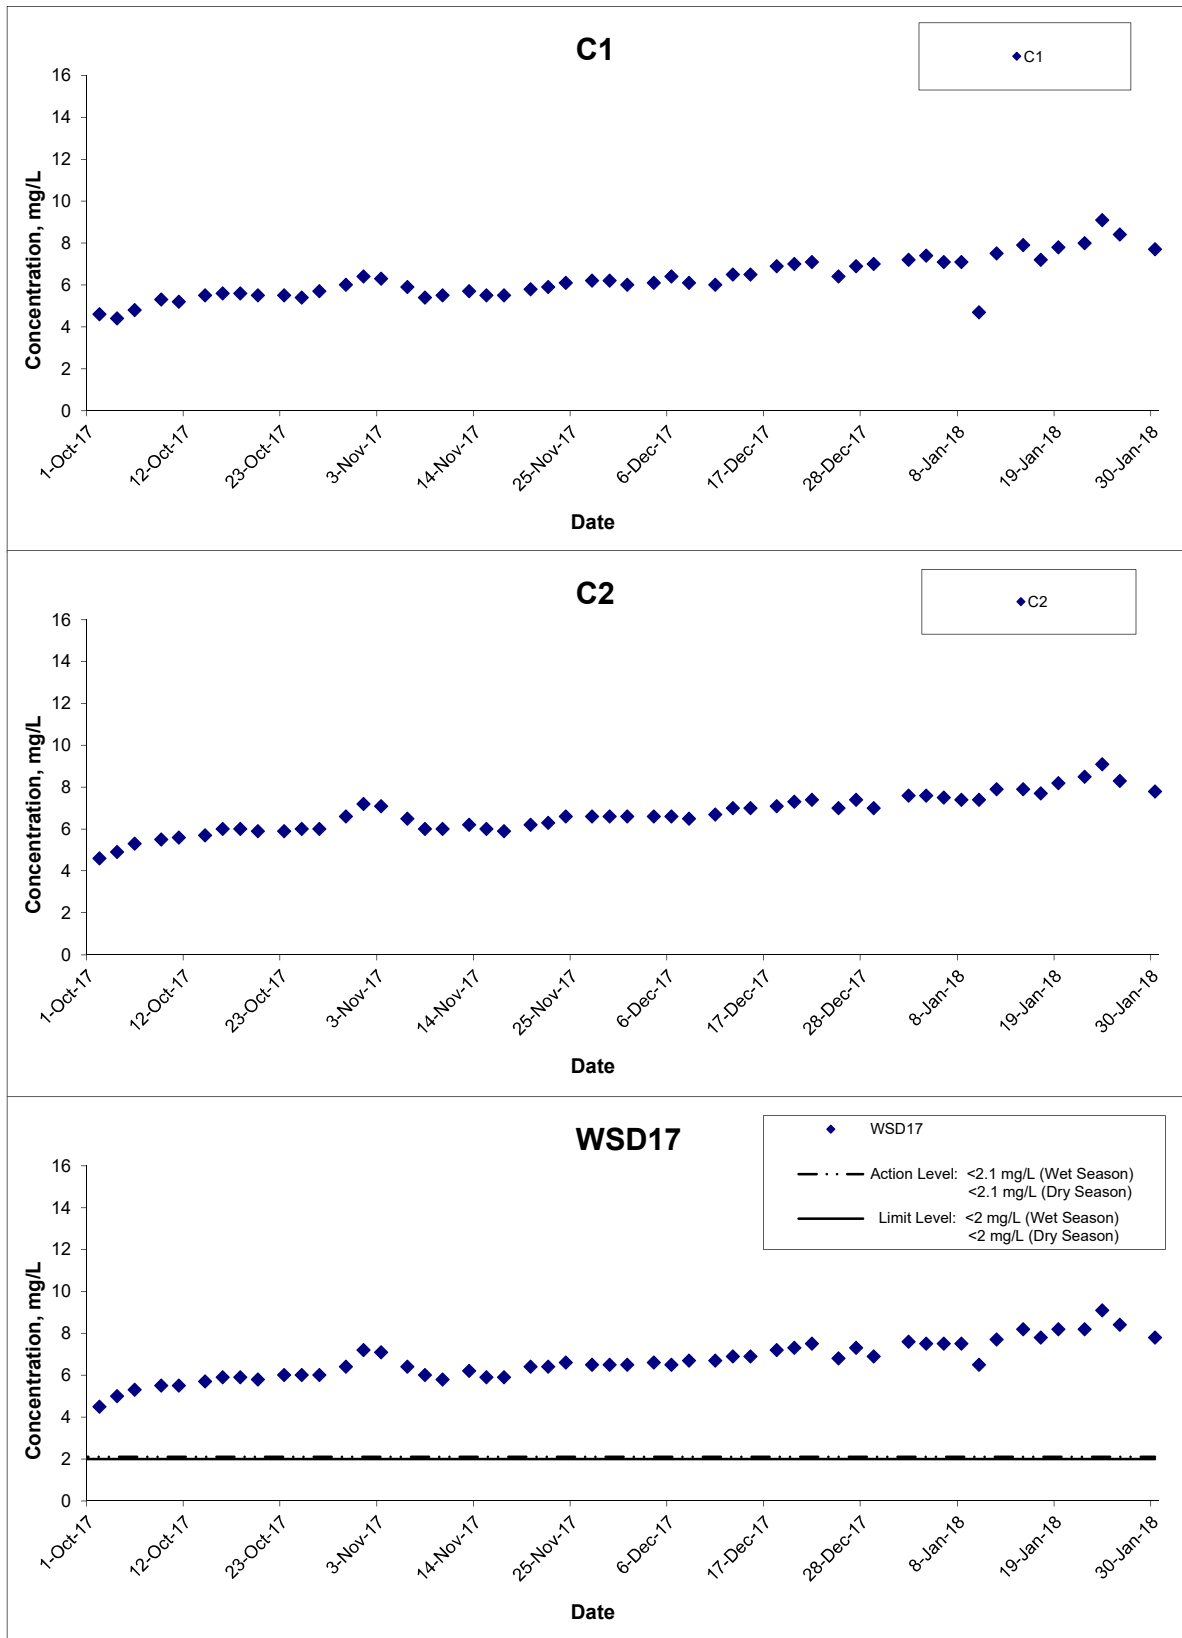 C1
C1
16
14
12
10
8
6
4
2
0
Concentration, mg/L
1-Oct-17
12-Oct-17
23-Oct-17
3-Nov-17
14-Nov-17
25-Nov-17
6-Dec-17
17-Dec-17
28-Dec-17
8-Jan-18
19-Jan-18
30-Jan-18
Date
C2
C2
16
14
12
10
8
6
4
2
0
Concentration, mg/L
1-Oct-17
12-Oct-17
23-Oct-17
3-Nov-17
14-Nov-17
25-Nov-17
6-Dec-17
17-Dec-17
28-Dec-17
8-Jan-18
19-Jan-18
30-Jan-18
Date
WSD17
WSD17
Action Level: <2.1 mg/L (Wet Season)
<2.1 mg/L (Dry Season)
Limit Level: <2 mg/L (Wet Season)
<2 mg/L (Dry Season)
16
14
12
10
8
6
4
2
0
Concentration, mg/L
1-Oct-17
12-Oct-17
23-Oct-17
3-Nov-17
14-Nov-17
25-Nov-17
6-Dec-17
17-Dec-17
28-Dec-17
8-Jan-18
19-Jan-18
30-Jan-18
Date